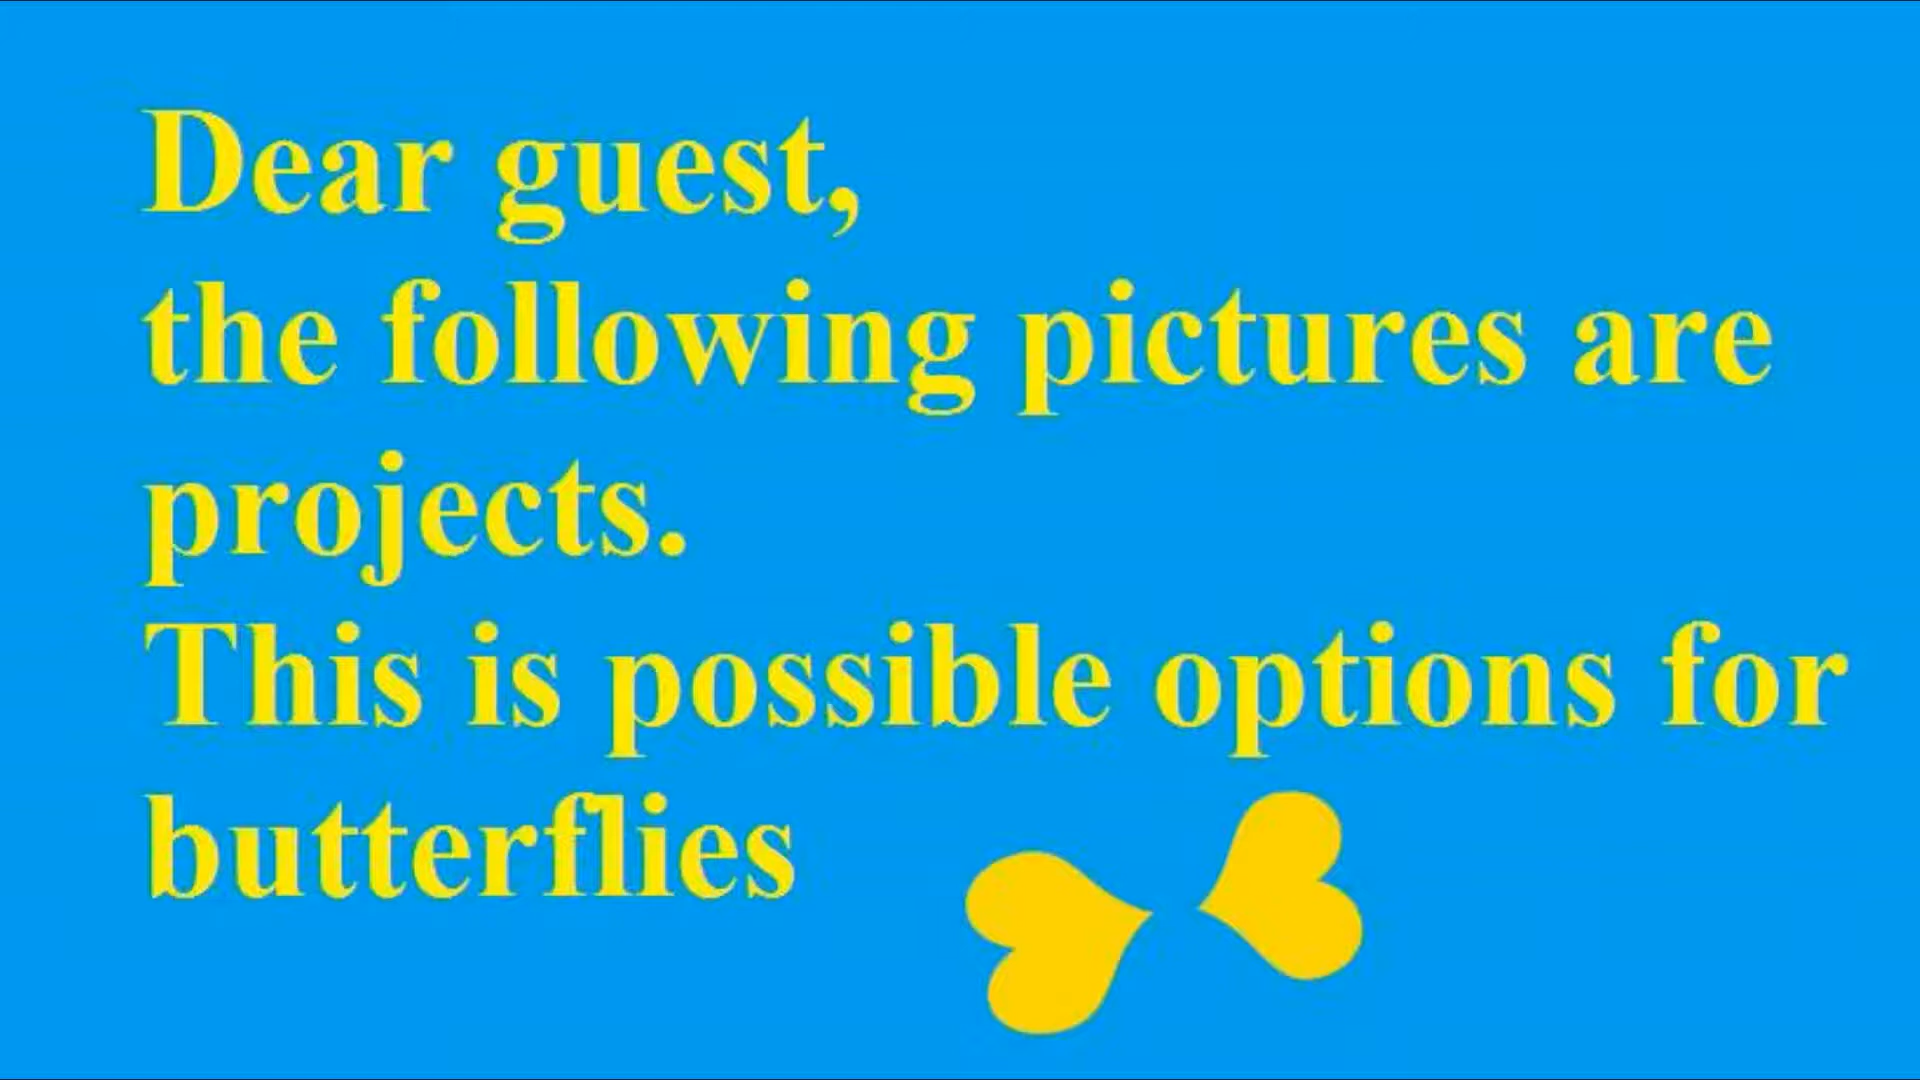 Dear guest,
the following pictures are
projects.
This is possible options for
butterflies